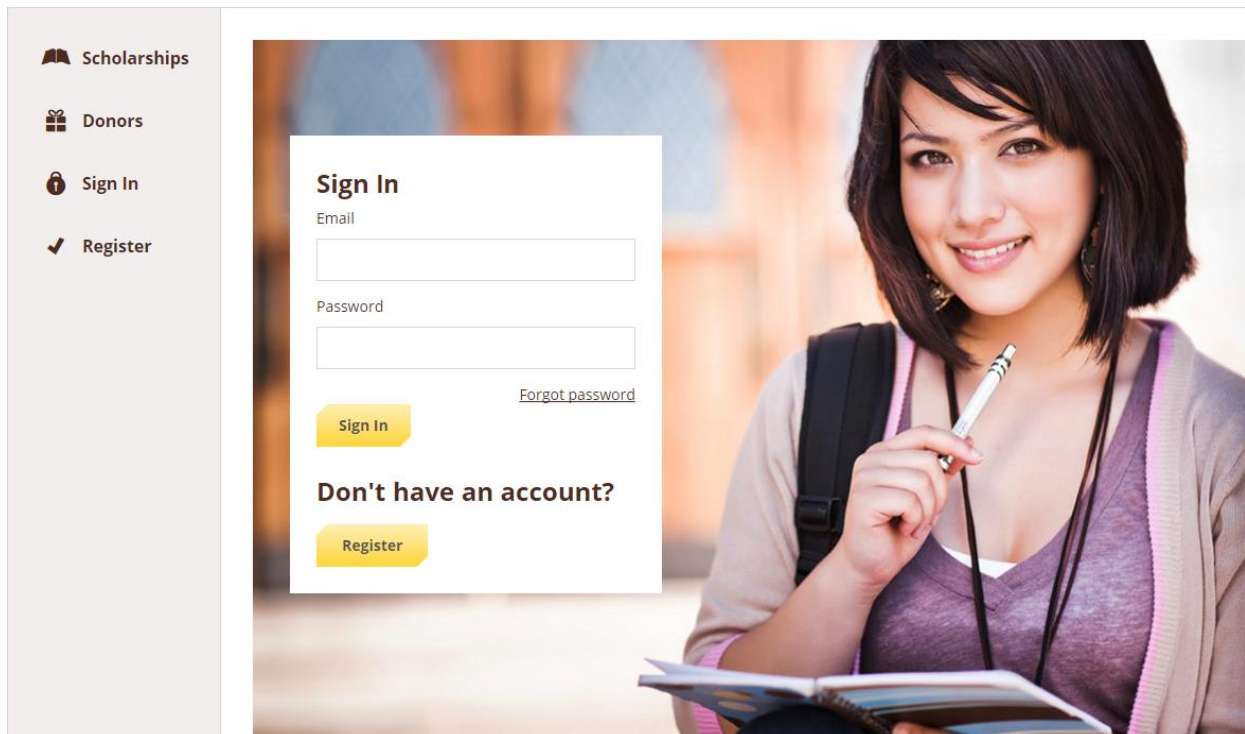 Scholarships
Donors
Sign In
Register
Sign In
Email
Password
Forgot password
Sign In
Don't have an account?
Register